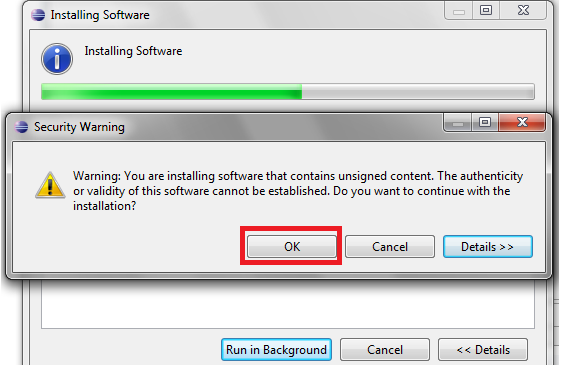 Installing Software
Installing Software
Security Warning
Warning: You are installing software that contains unsigned content. The authenticity
or validity of this software cannot be established. Do you want to continue with the
installation?
OK Cancel Details >>
Run in Background Cancel << Details